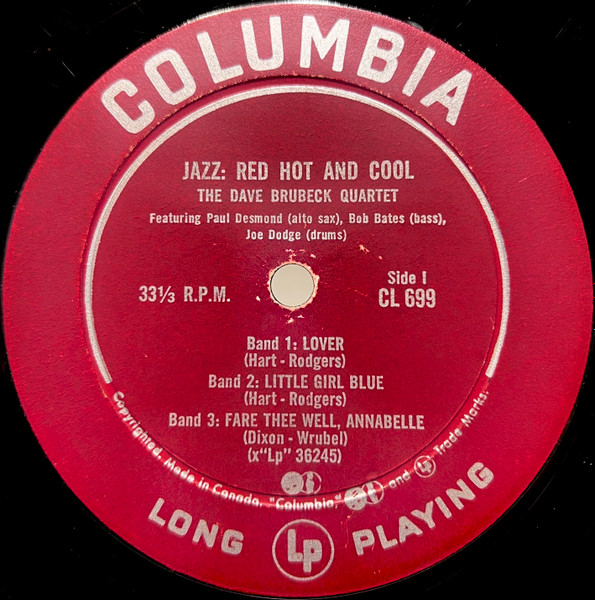 COLUMBIA
JAZZ: RED HOT AND COOL
THE DAVE BRUBECK QUARTET
Featuring Paul Desmond (alto sax), Bob Bates (bass),
Joe Dodge (drums)
33⅓ R.P.M.
Side I
CL 699
Band 1: LOVER
(Hart - Rodgers)
Band 2: LITTLE GIRL BLUE
(Hart - Rodgers)
Band 3: FARE THEE WELL, ANNABELLE
(Dixon - Wrubel)
(x"Lp" 36245)
Copyrighted. Made in Canada. "Columbia," and Lp Trade Marks.
LONG Lp PLAYING